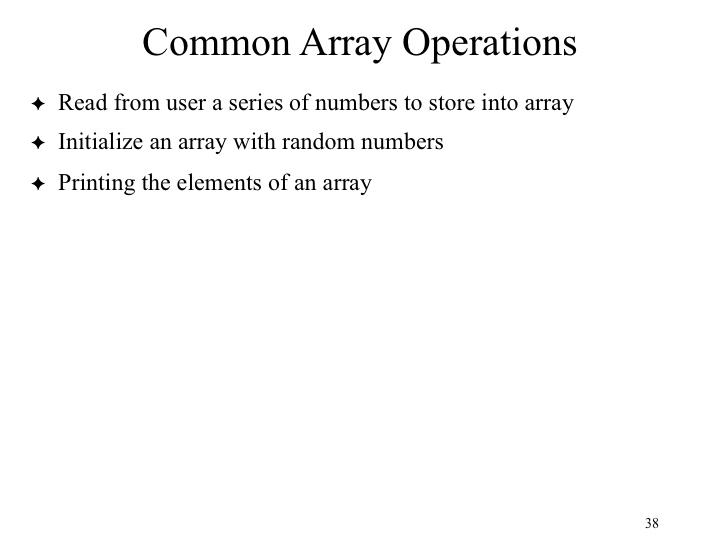 Common Array Operations
✦ Read from user a series of numbers to store into array
✦ Initialize an array with random numbers
✦ Printing the elements of an array
38